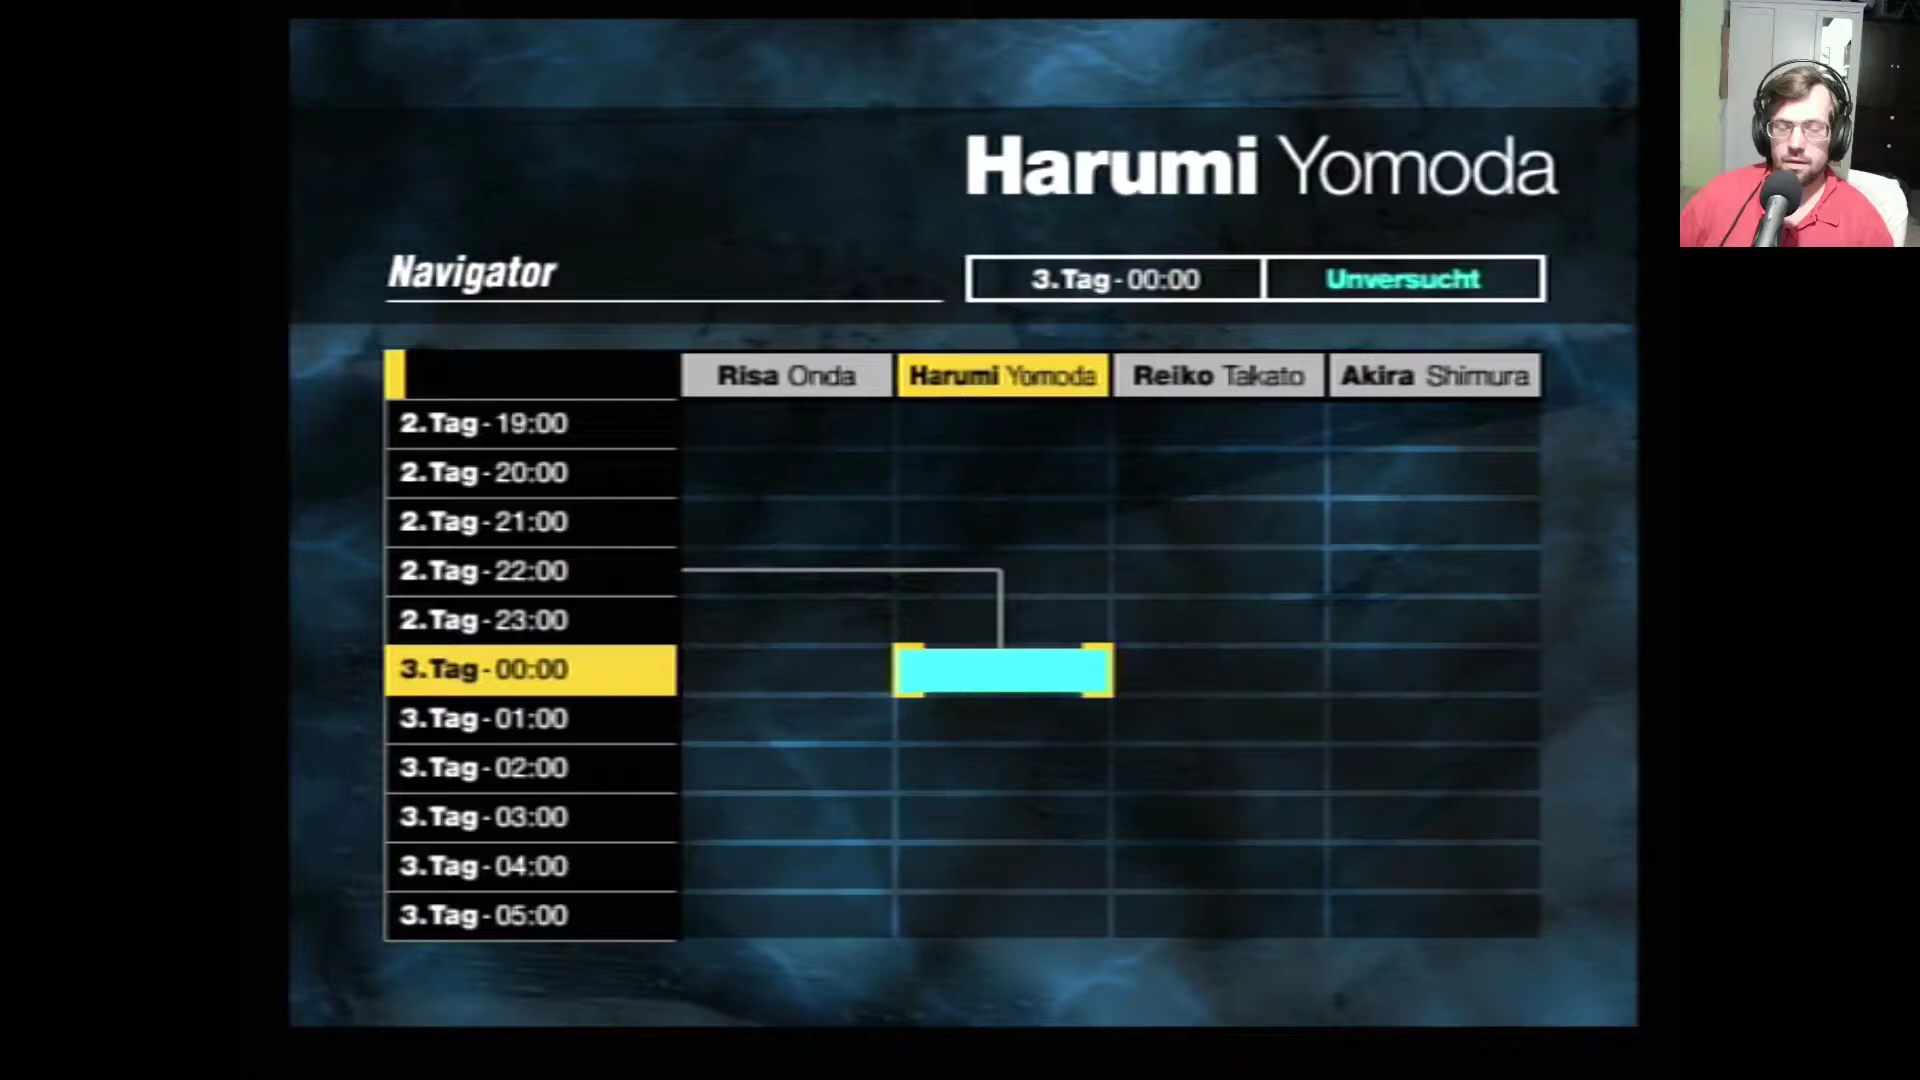 Harumi Yomoda
Navigator
3.Tag-00:00 Unversucht
Risa Onda Harumi Yomoda Reiko Takato Akira Shimura
2.Tag-19:00
2.Tag-20:00
2.Tag-21:00
2.Tag-22:00
2.Tag-23:00
3.Tag-00:00
3.Tag-01:00
3.Tag-02:00
3.Tag-03:00
3.Tag-04:00
3.Tag-05:00